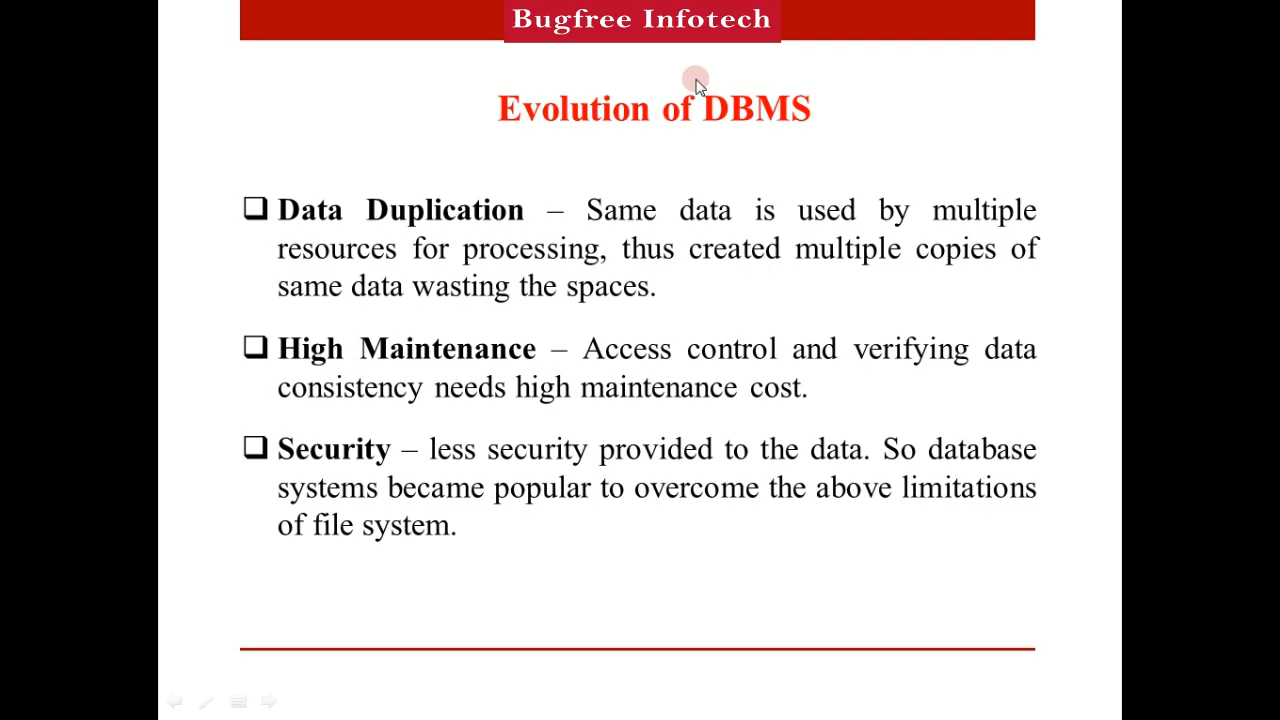 Bugfree Infotech
Evolution of DBMS
Data Duplication – Same data is used by multiple
resources for processing, thus created multiple copies of
same data wasting the spaces.
High Maintenance – Access control and verifying data
consistency needs high maintenance cost.
Security – less security provided to the data. So database
systems became popular to overcome the above limitations
of file system.